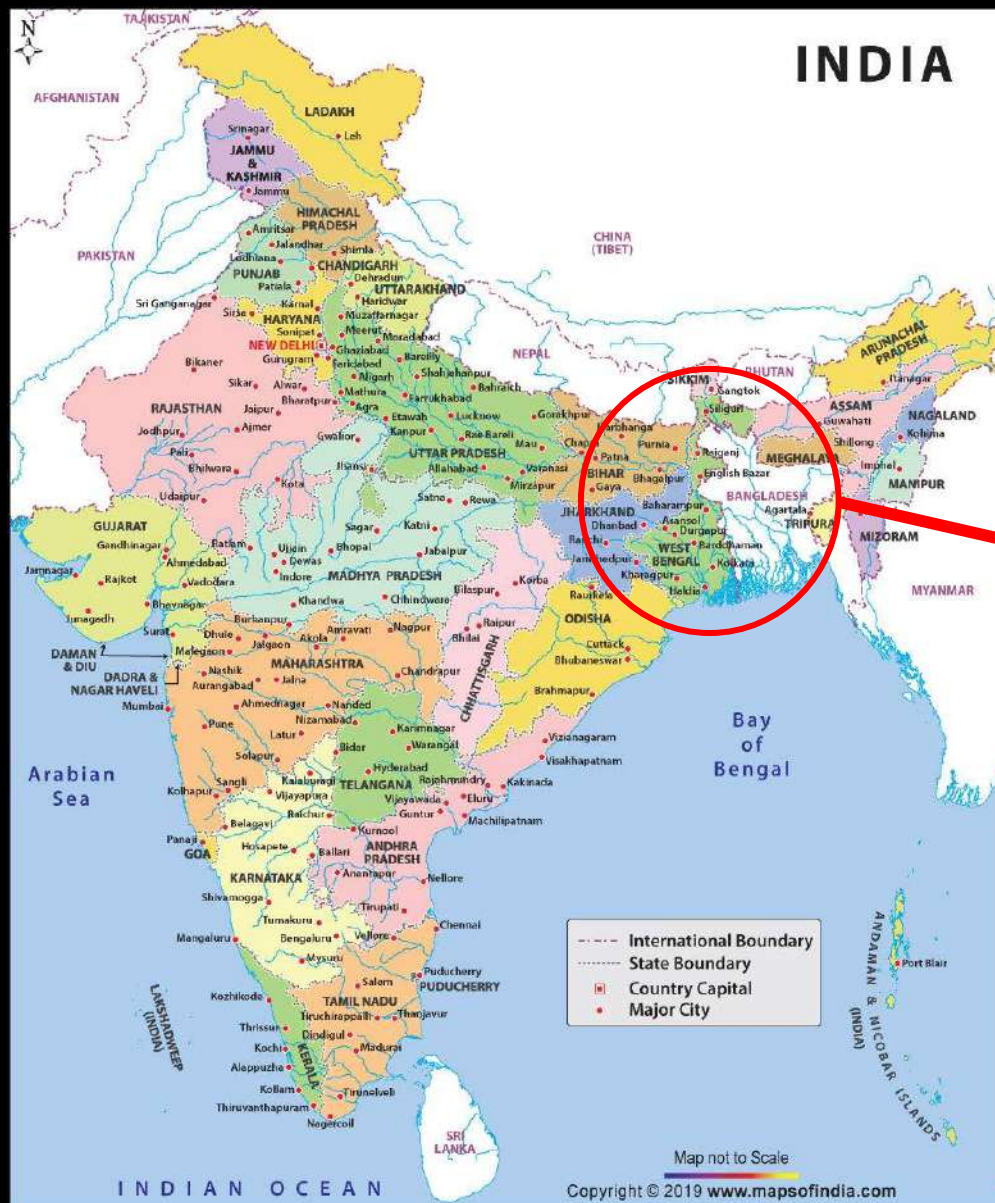 TAJIKISTAN
N
INDIA
AFGHANISTAN
LADAKH
Srinagar
Leh
JAMMU
& 
KASHMIR
Jammu
HIMACHAL
PRADESH
Amritsar
Jalandhar
CHINA
(TIBET)
PAKISTAN
Ludhiana
Shimla
PUNJAB
CHANDIGARH
Dehradun
Patiala
UTTARAKHAND
Sri Ganganagar
Karnal
Haridwar
Sirsa
HARYANA
Muzaffarnagar
Sonipat
Meerut
Moradabad
NEW DELHI
Ghaziabad
NEPAL
ARUNACHAL
PRADESH
Gurugram
Faridabad
Bareilly
Bikaner
Aligarh
Shahjehanpur
SIKKIM
BHUTAN
Itanagar
Sikar
Alwar
Mathura
Farrukhabad
Bahraich
Gangtok
RAJASTHAN
Bharatpur
Agra
Siliguri
ASSAM
NAGALAND
Jaipur
Etawah
Lucknow
Gorakhpur
Darbhanga
Guwahati
Jodhpur
Ajmer
Gwalior
Kanpur
Rae Bareli
Mau
Chapra
Purnia
Raiganj
Shillong
Kohima
Pali
Jhansi
UTTAR PRADESH
Patna
MEGHALAYA
Bhilwara
Kota
Allahabad
Varanasi
BIHAR
Bhagalpur
English Bazar
Imphal
Udaipur
Satna
Rewa
Mirzapur
Gaya
BANGLADESH
MANIPUR
GUJARAT
Sagar
Katni
JHARKHAND
Baharampur
Agartala
Gandhinagar
Dhanbad
Asansol
TRIPURA
Ratlam
Ujjain
Bhopal
Jabalpur
Ranchi
Durgapur
MIZORAM
Jamnagar
Ahmedabad
Dewas
WEST
BENGAL
Barddhaman
Rajkot
Vadodara
Indore
MADHYA PRADESH
Korba
Jamshedpur
Kolkata
Bhavnagar
Khandwa
Chhindwara
Bilaspur
Kharagpur
Haldia
MYANMAR
Junagadh
Burhanpur
Raurkela
Surat
Dhule
Akola
Amravati
Nagpur
Raipur
ODISHA
DAMAN
& DIU
Malegaon
Jalgaon
Bhilai
Cuttack
Nashik
MAHARASHTRA
Chandrapur
Bhubaneswar
DADRA &
NAGAR HAVELI
Aurangabad
Jalna
CHHATTISGARH
Brahmapur
Mumbai
Ahmednagar
Nanded
Pune
Nizamabad
Karimnagar
Bay
of
Bengal
Latur
Vizianagaram
Bidar
Warangal
Visakhapatnam
Arabian
Sea
Solapur
Hyderabad
Sangli
Kalaburagi
TELANGANA
Rajahmundry
Kakinada
Kolhapur
Vijayapura
Vijayawada
Eluru
Raichur
Guntur
Machilipatnam
Belagavi
Kurnool
Panaji
GOA
Hosapete
Ballari
ANDHRA
PRADESH
KARNATAKA
Anantapur
Nellore
Shivamogga
Tirupati
Tumakuru
Chennai
Mangaluru
Bengaluru
Vellore
Mysuru
Puducherry
PUDUCHERRY
Salem
Kozhikode
TAMIL NADU
LAKSHADWEEP
(INDIA)
Tiruchirappalli
Thanjavur
Thrissur
Dindigul
Kochi
KERALA
Madurai
Alappuzha
Kollam
Tirunelveli
Thiruvanthapuram
Nagercoil
SRI
LANKA
International Boundary
State Boundary
Country Capital
Major City
ANDAMAN & NICOBAR ISLANDS
(INDIA)
Port Blair
Map not to Scale
INDIAN OCEAN
Copyright © 2019 www.mapsofindia.com